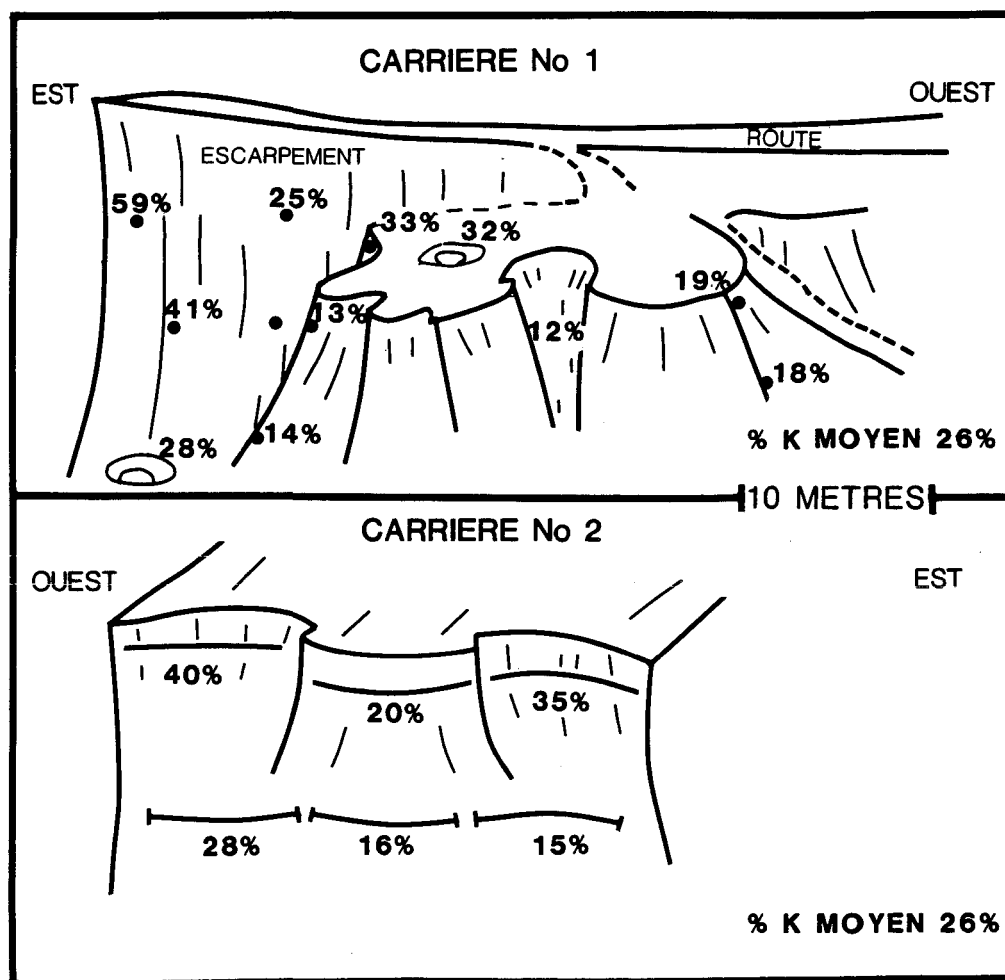 CARRIERE No 1
EST
OUEST
ROUTE
ESCARPEMENT
59%
25%
33%
32%
19%
41%
13%
12%
18%
28%
14%
% K MOYEN 26%
10 METRES
CARRIERE No 2
OUEST
EST
40%
20%
35%
28%
16%
15%
% K MOYEN 26%